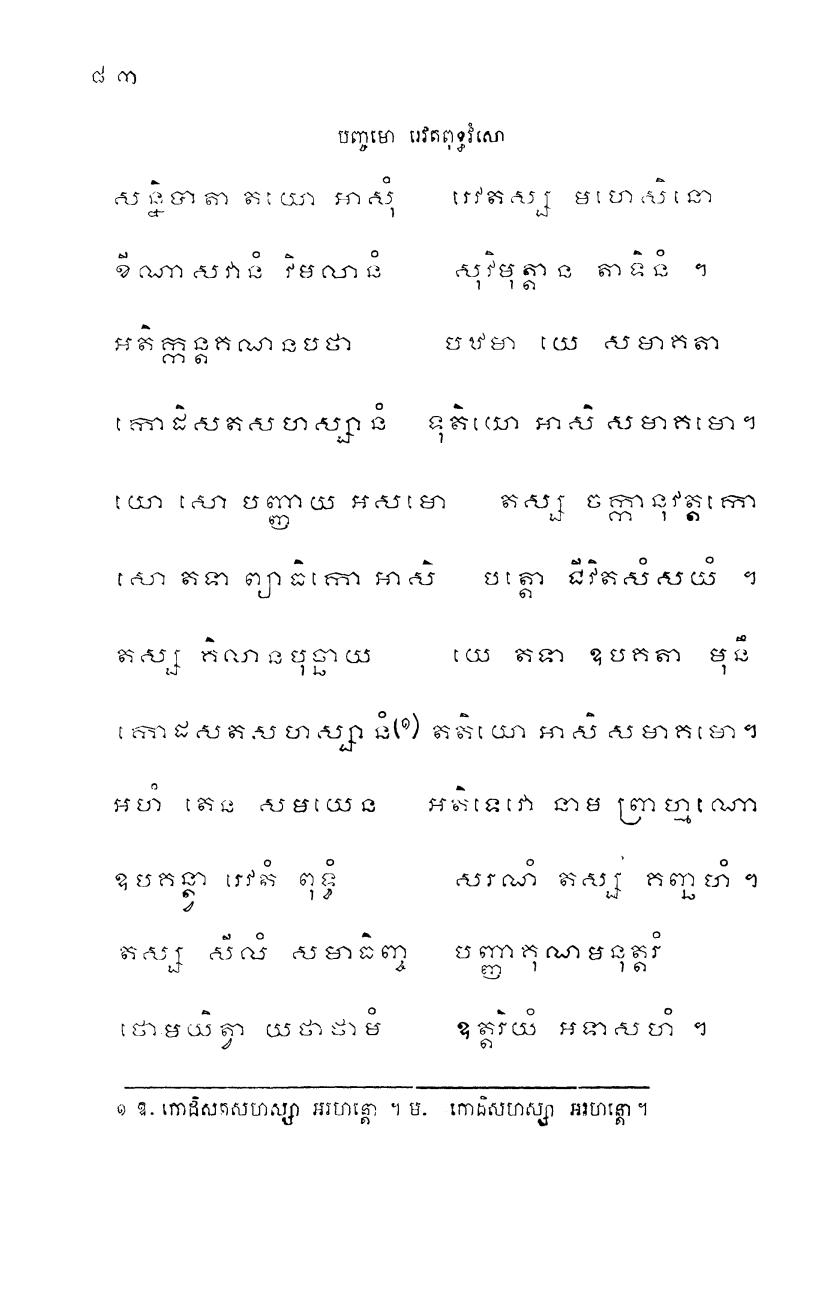 ៨ ៣
បញ្ចមោ រេវតពុទ្ធវំសោ
សន្និបាតា តយោ អាសុំ រេវតស្ស មហេសិនោ
ខីណាសវានំ វិមលានំ សុវិមុត្តាន តាទិនំ ។
អតិក្កន្តគណនបថា បឋមា យេ សមាគតា
កោដិសតសហស្សានំ ទុតិយោ អាសិ សមាគមោ។
យោ សោ បញ្ញាយ អសមោ តស្ស ចក្កានុវត្តកោ
សោ តទា ព្យាធិកោ អាសិ បត្តោ ជីវិតសំសយំ ។
តស្ស គិលានបុច្ឆាយ យេ តទា ឧបគតា មុនី
កោដសតសហស្សានំ(១) តតិយោ អាសិ សមាគមោ។
អហំ តេន សមយេន អតិទេវោ នាម ព្រាហ្មណោ
ឧបគន្ត្វា រេវតំ ពុទ្ធំ សរណំ តស្ស គញ្ឆហំ ។
តស្ស សីលំ សមាធិញ្ច បញ្ញាគុណមនុត្តរំ
ថោមយិត្វា យថាថាមំ ឧត្តរិយំ អទាសហំ ។
១ ឧ. កោដិសតសហស្សា អរហន្តោ ។ ម. កោដិសហស្សា អរហន្តោ។